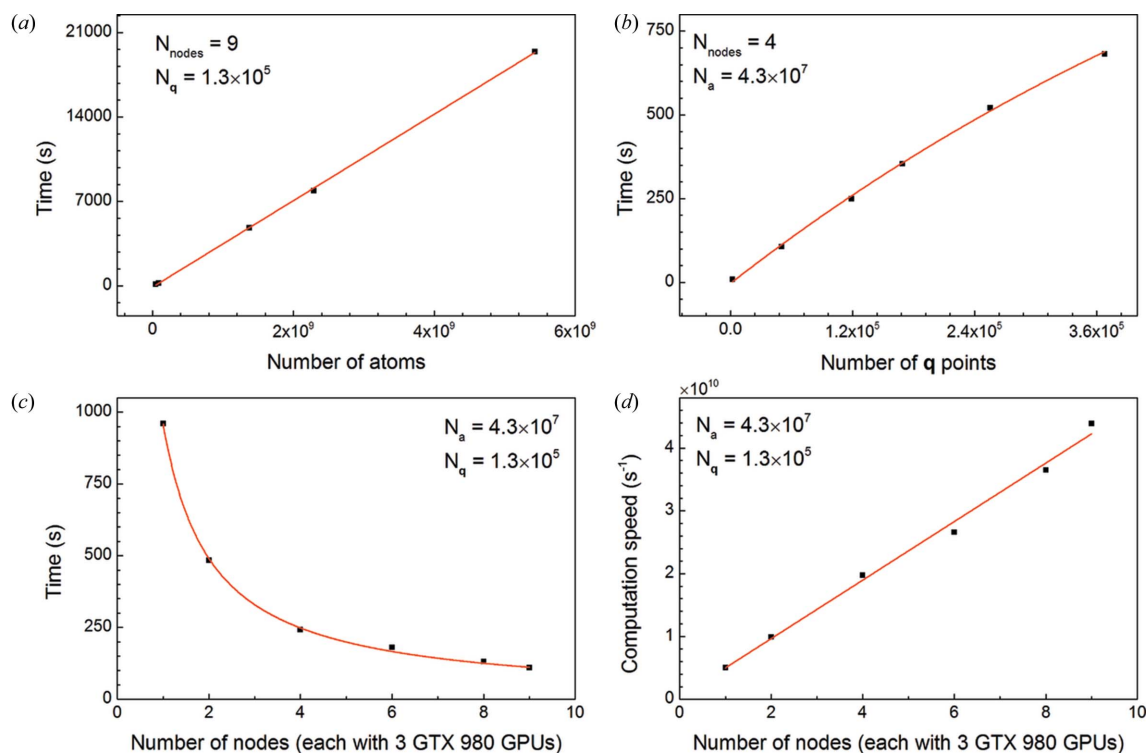 (a)
N_nodes = 9
N_q = 1.3×10^5
Time (s)
21000
14000
7000
0
0
2x10^9
4x10^9
6x10^9
Number of atoms
(b)
N_nodes = 4
N_a = 4.3×10^7
Time (s)
750
500
250
0
0.0
1.2x10^5
2.4x10^5
3.6x10^5
Number of q points
(c)
N_a = 4.3×10^7
N_q = 1.3×10^5
Time (s)
1000
750
500
250
0
0
2
4
6
8
10
Number of nodes (each with 3 GTX 980 GPUs)
(d)
×10^10
N_a = 4.3×10^7
N_q = 1.3×10^5
Computation speed (s^-1)
4
3
2
1
0
0
2
4
6
8
10
Number of nodes (each with 3 GTX 980 GPUs)